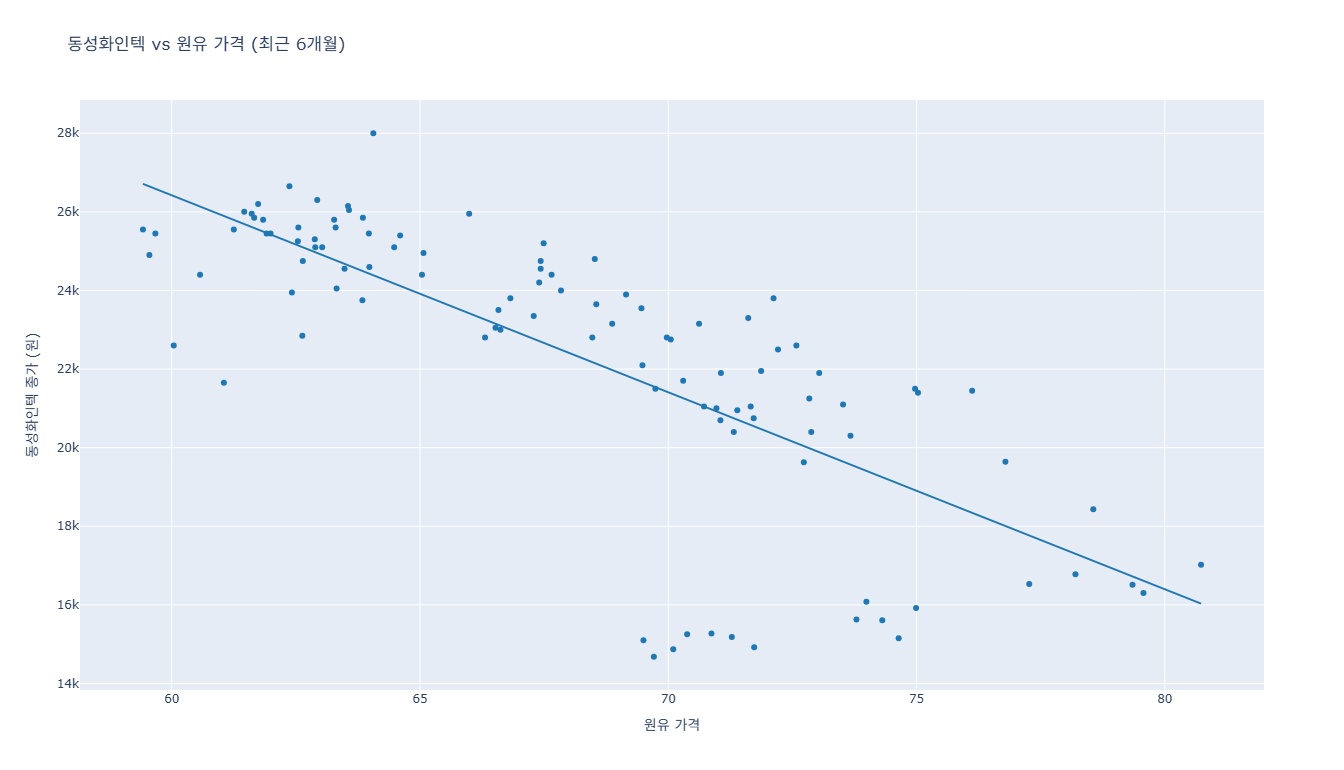 동성화인텍 vs 원유 가격 (최근 6개월)
28k
26k
24k
22k
20k
18k
16k
14k
동성화인텍 종가 (원)
60 65 70 75 80
원유 가격